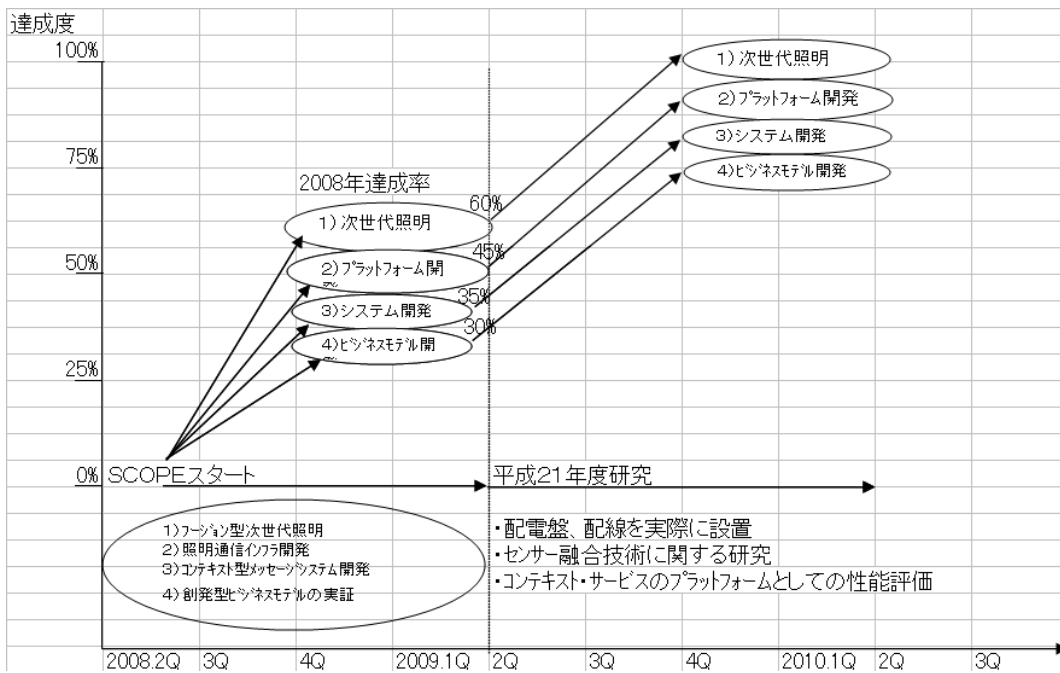 達成度
100%
75%
50%
25%
0%
1）次世代照明
2）プラットフォーム開発
3）システム開発
4）ビジネスモデル開発
2008年達成率
60%
1）次世代照明
45%
2）プラットフォーム開
35%
3）システム開発
30%
4）ビジネスモデル開
SCOPEスタート
平成21年度研究
1）フージョン型次世代照明
2）照明通信インフラ開発
3）コンテキスト型メッセージシステム開発
4）創発型ビジネスモデルの実証
・配電盤、配線を実際に設置
・センサー融合技術に関する研究
・コンテキスト・サービスのプラットフォームとしての性能評価
2008.2Q 3Q 4Q 2009.1Q 2Q 3Q 4Q 2010.1Q 2Q 3Q